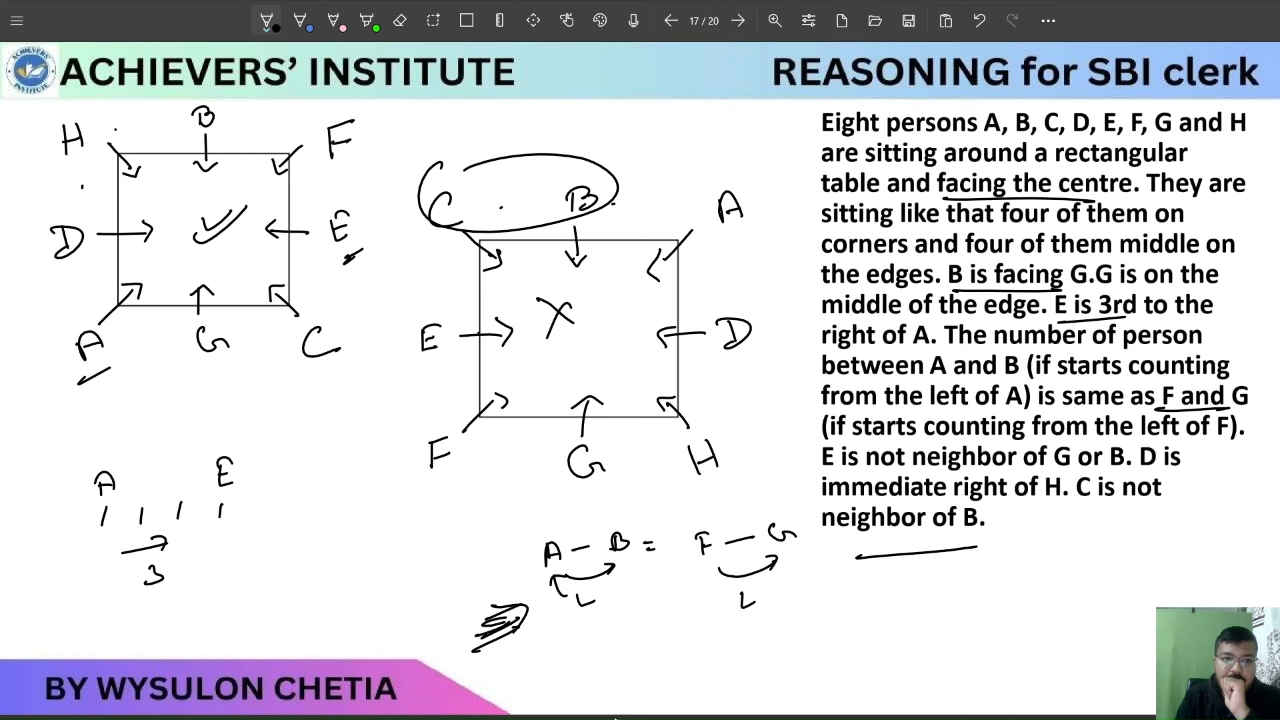 17 / 20
ACHIEVERS' INSTITUTE
REASONING for SBI clerk
ACHIEVERS'
INSTITUTE
H B F
D E
A G C
C B A
E D
F G H
A E
3
A - B = F - G
L L
Eight persons A, B, C, D, E, F, G and H
are sitting around a rectangular
table and facing the centre. They are
sitting like that four of them on
corners and four of them middle on
the edges. B is facing G.G is on the
middle of the edge. E is 3rd to the
right of A. The number of person
between A and B (if starts counting
from the left of A) is same as F and G
(if starts counting from the left of F).
E is not neighbor of G or B. D is
immediate right of H. C is not
neighbor of B.
BY WYSULON CHETIA